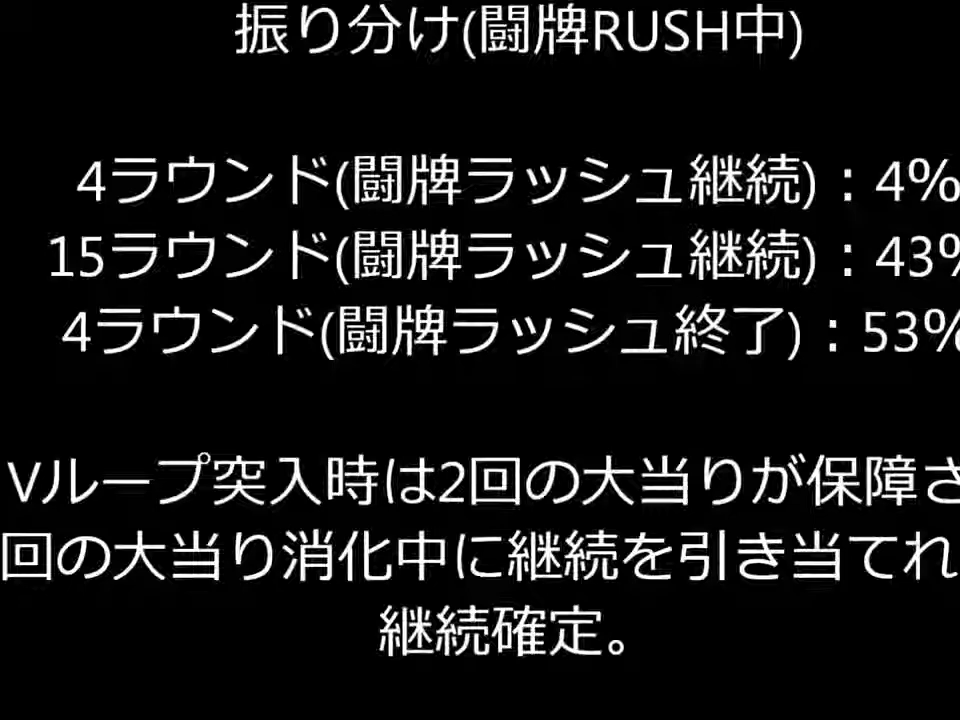 振り分け(闘牌RUSH中)
4ラウンド(闘牌ラッシュ継続)：4%
15ラウンド(闘牌ラッシュ継続)：43%
4ラウンド(闘牌ラッシュ終了)：53%
Vループ突入時は2回の大当りが保障さ
回の大当り消化中に継続を引き当てれ
継続確定。